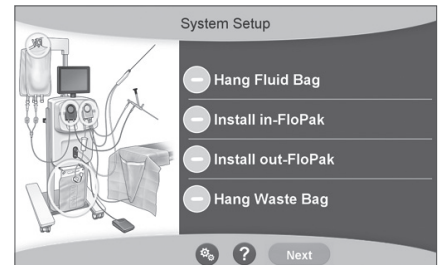 System Setup
Hang Fluid Bag
Install in-FloPak
Install out-FloPak
Hang Waste Bag
?
Next